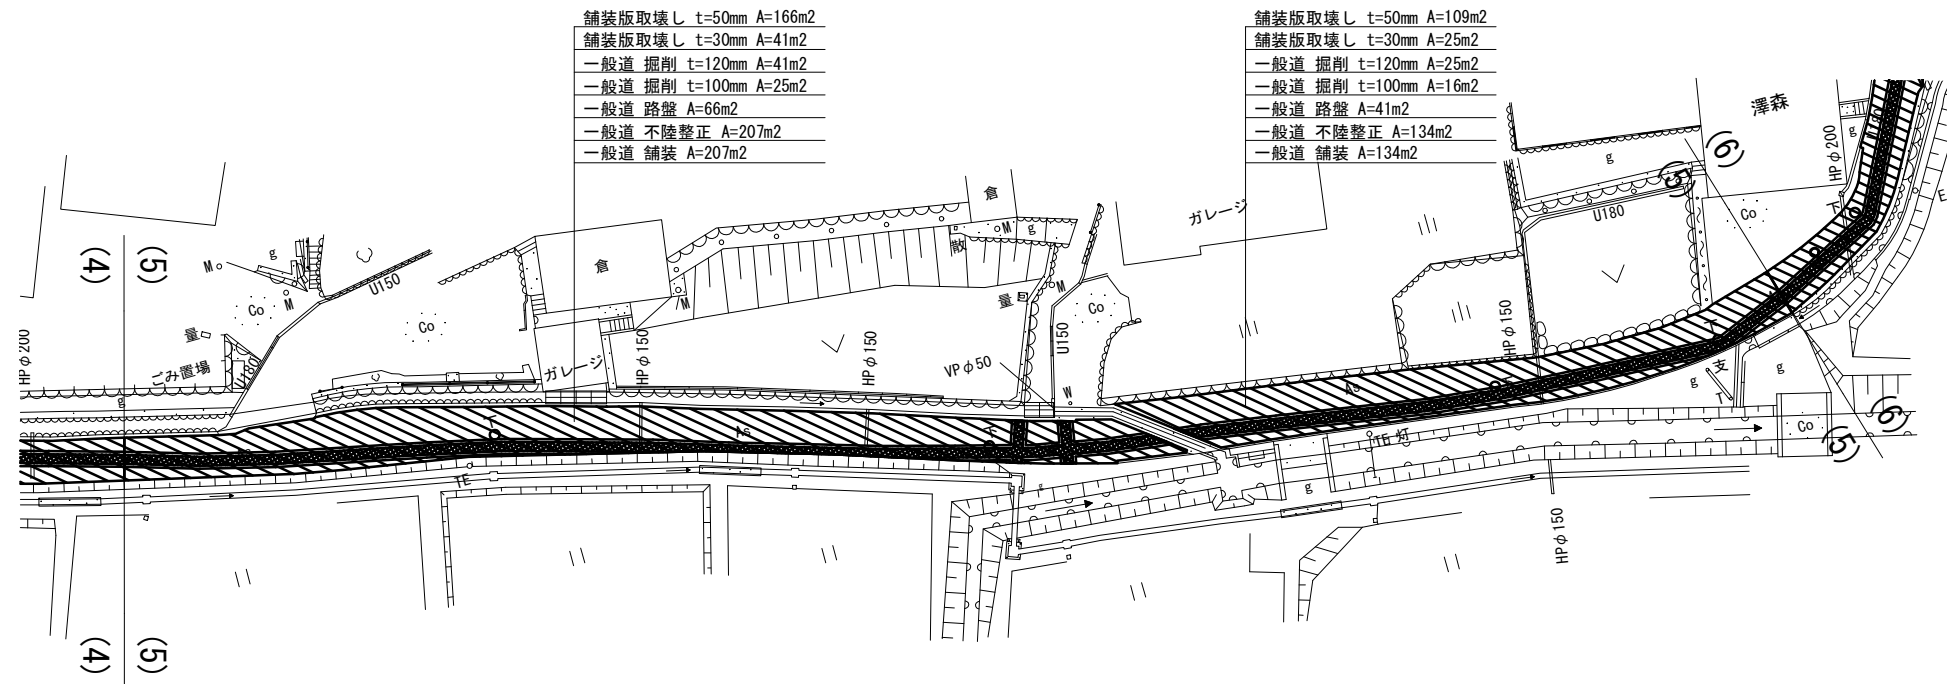 舗装版取壊し t=50mm A=166m2
舗装版取壊し t=30mm A=41m2
一般道 掘削 t=120mm A=41m2
一般道 掘削 t=100mm A=25m2
一般道 路盤 A=66m2
一般道 不陸整正 A=207m2
一般道 舗装 A=207m2
舗装版取壊し t=50mm A=109m2
舗装版取壊し t=30mm A=25m2
一般道 掘削 t=120mm A=25m2
一般道 掘削 t=100mm A=16m2
一般道 路盤 A=41m2
一般道 不陸整正 A=134m2
一般道 舗装 A=134m2
澤森
(6)
(5)
HPφ200
g
g
U180
Co
下
E
ガレージ
倉
M
g
散
倉
M
量
M
Co
U150
VPφ50
W
HPφ150
HPφ150
HPφ150
ガレージ
(4)
(5)
g
M
M
Co
U150
Co
量
ごみ置場
U180
HPφ200
g
As
As
TE
TE
灯
支
T
g
g
Co
(6)
(5)
g
g
HPφ150
(4)
(5)